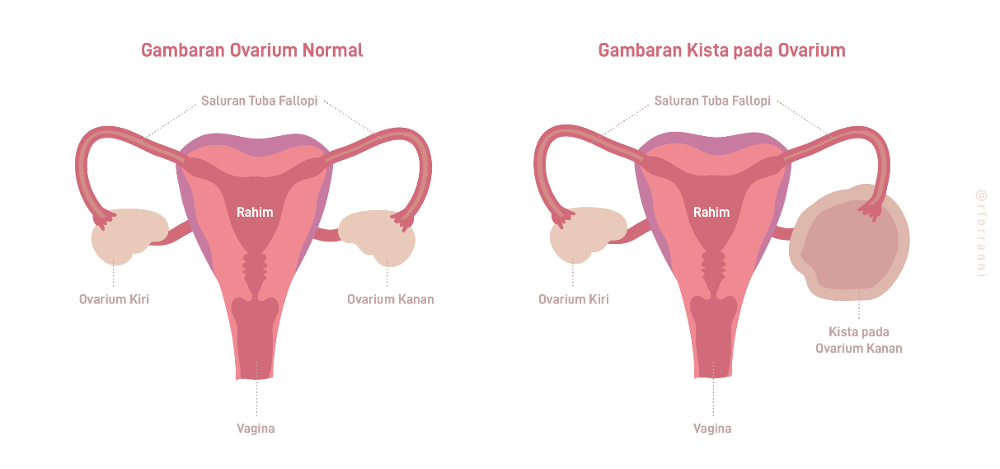 Gambaran Ovarium Normal
Saluran Tuba Fallopi
Rahim
Ovarium Kiri
Ovarium Kanan
Vagina
Gambaran Kista pada Ovarium
Saluran Tuba Fallopi
Rahim
Ovarium Kiri
Kista pada
Ovarium Kanan
Vagina
@rforranni